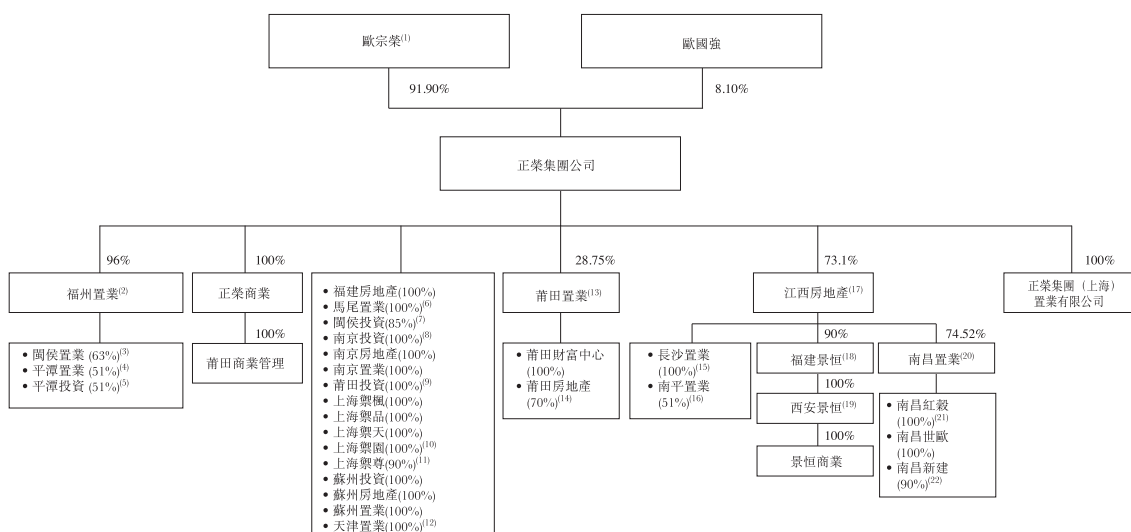 歐宗榮(1)
歐國強
91.90%
8.10%
正榮集團公司
96%
100%
28.75%
73.1%
100%
福州置業(2)
正榮商業
莆田置業(13)
江西房地產(17)
正榮集團（上海）
置業有限公司
• 閩侯置業 (63%)(3)
• 平潭置業 (51%)(4)
• 平潭投資 (51%)(5)
100%
莆田商業管理
• 福建房地產(100%)
• 馬尾置業(100%)(6)
• 閩侯投資(85%)(7)
• 南京投資(100%)(8)
• 南京房地產(100%)
• 南京置業(100%)
• 莆田投資(100%)(9)
• 上海禦楓(100%)
• 上海禦品(100%)
• 上海禦天(100%)
• 上海禦園(100%)(10)
• 上海禦尊(90%)(11)
• 蘇州投資(100%)
• 蘇州房地產(100%)
• 蘇州置業(100%)
• 天津置業(100%)(12)
• 莆田財富中心
(100%)
• 莆田房地產
(70%)(14)
• 長沙置業
(100%)(15)
• 南平置業
(51%)(16)
90%
福建景恒(18)
100%
西安景恒(19)
100%
景恒商業
74.52%
南昌置業(20)
• 南昌紅穀
(100%)(21)
• 南昌世歐
(100%)
• 南昌新建
(90%)(22)